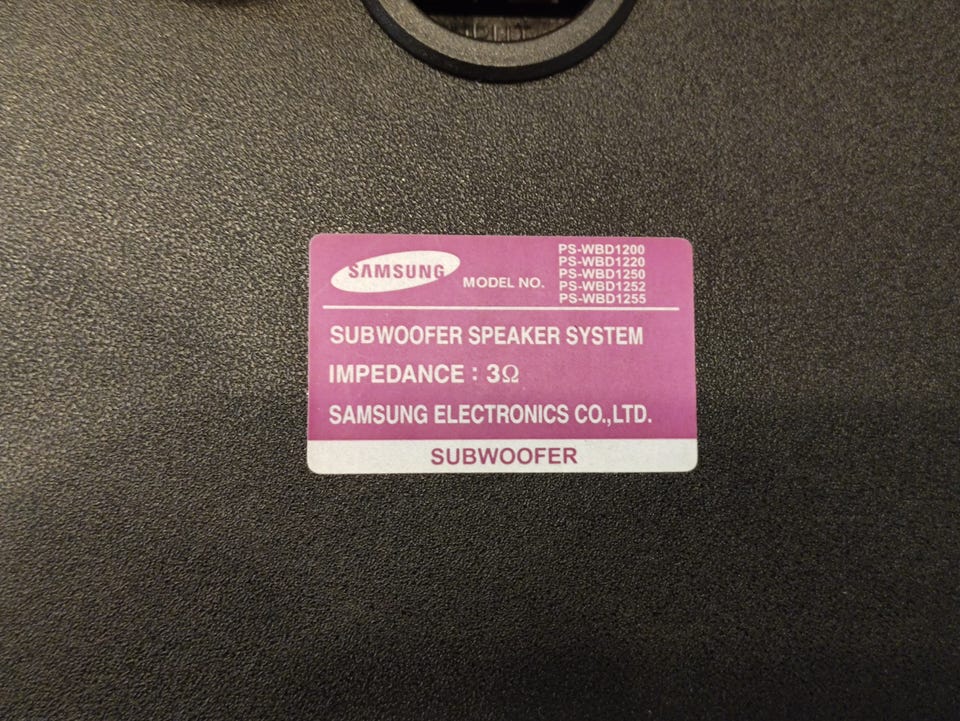 SAMSUNG
MODEL NO.
PS-WBD1200
PS-WBD1220
PS-WBD1250
PS-WBD1252
PS-WBD1255
SUBWOOFER SPEAKER SYSTEM
IMPEDANCE : 3Ω
SAMSUNG ELECTRONICS CO.,LTD.
SUBWOOFER